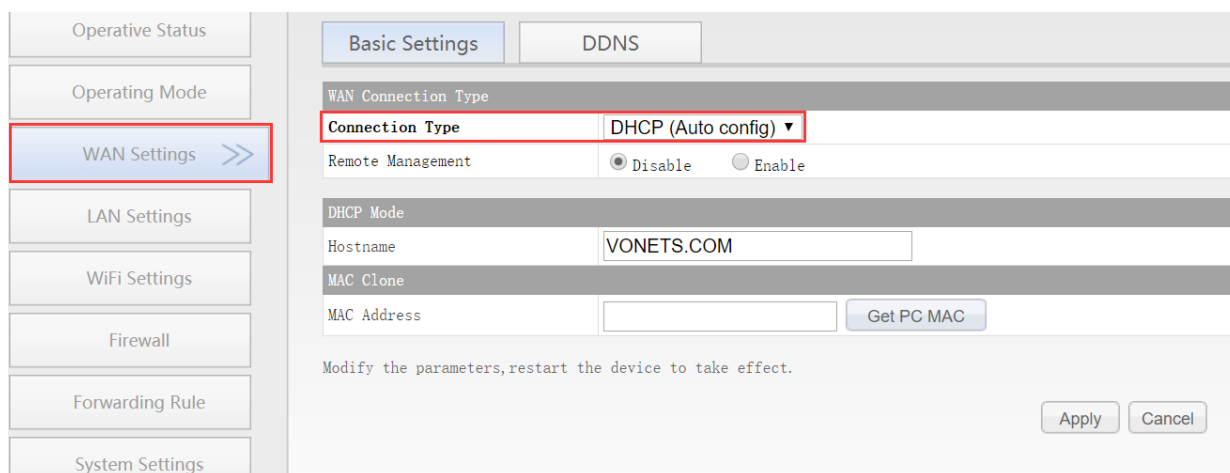 Operative Status
Operating Mode
WAN Settings
LAN Settings
WiFi Settings
Firewall
Forwarding Rule
System Settings
Basic Settings
DDNS
WAN Connection Type
Connection Type DHCP (Auto config)
Remote Management Disable Enable
DHCP Mode
Hostname VONETS.COM
MAC Clone
MAC Address Get PC MAC
Modify the parameters,restart the device to take effect.
Apply Cancel